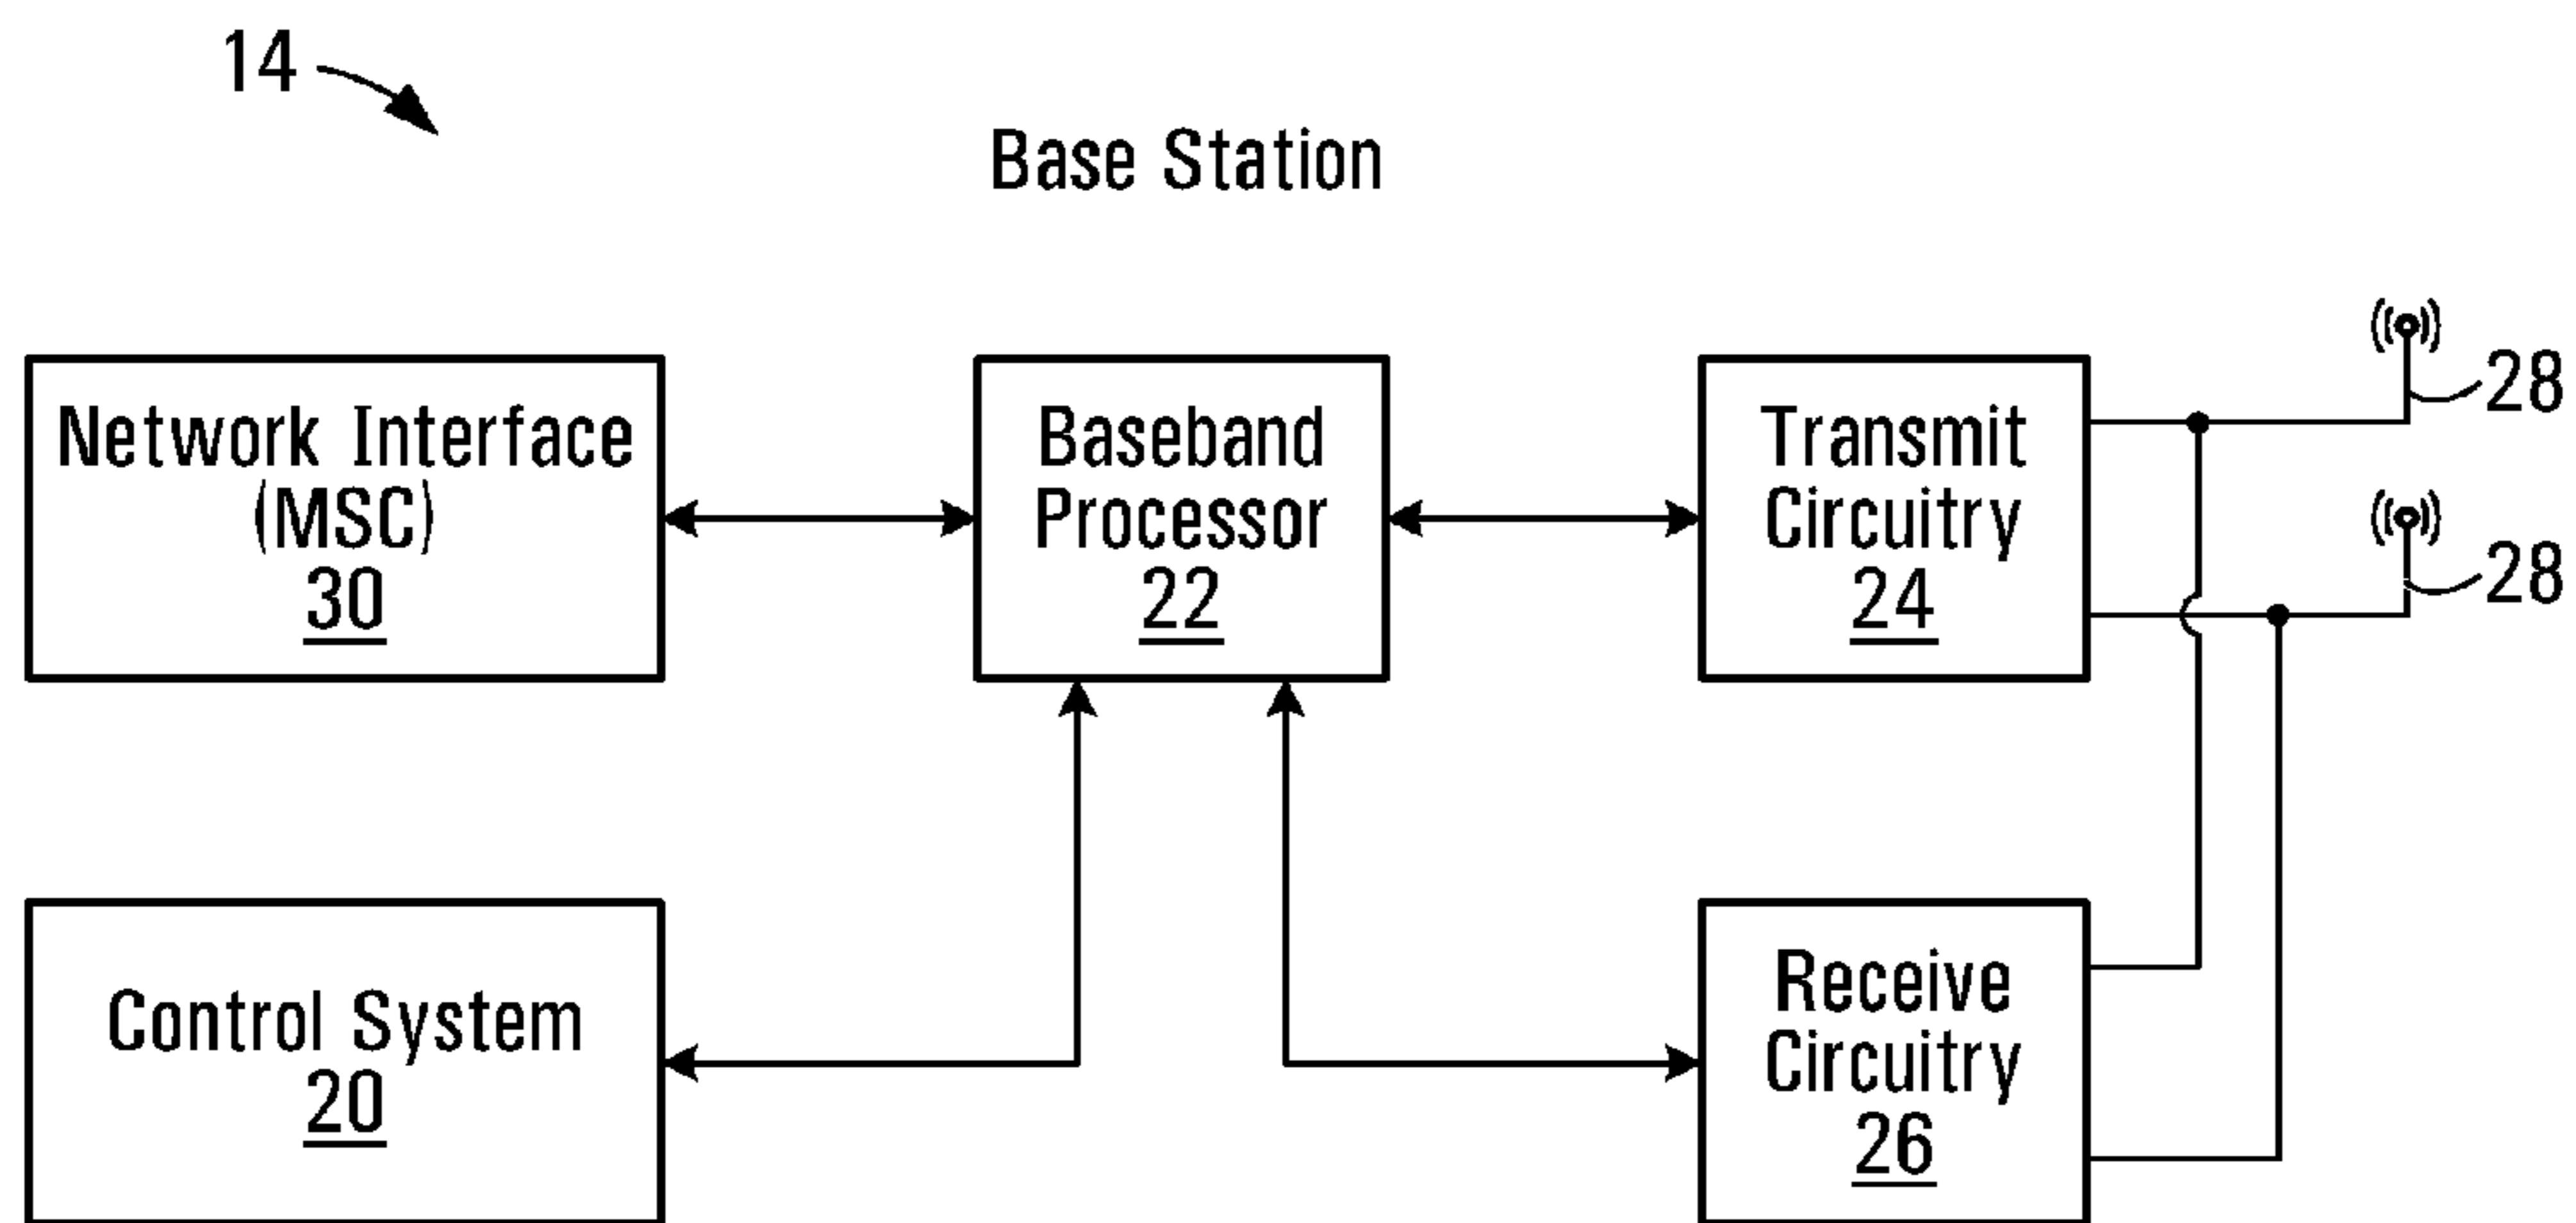 14
Base Station
Network Interface
(MSC)
30
Baseband
Processor
22
Transmit
Circuitry
24
28
28
Control System
20
Receive
Circuitry
26